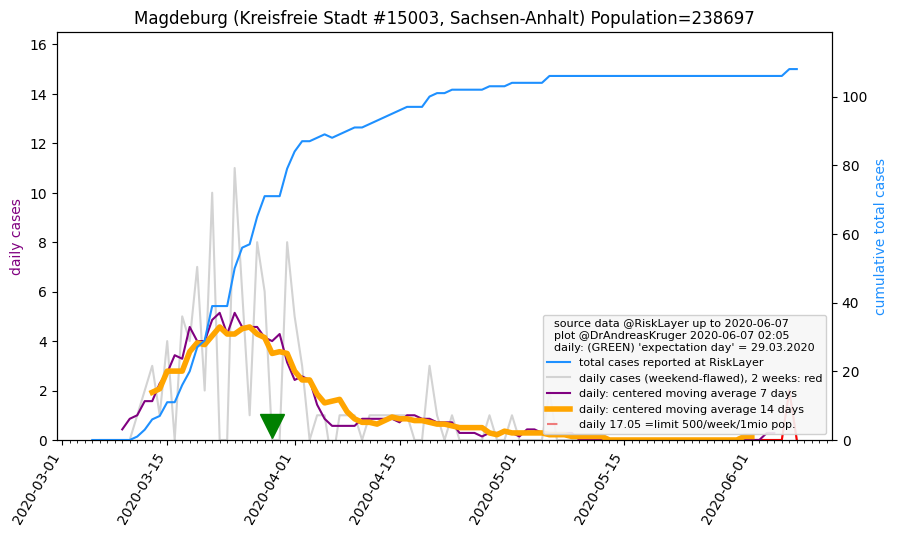 Magdeburg (Kreisfreie Stadt #15003, Sachsen-Anhalt) Population=238697
16
14
12
10
8
6
4
2
0
daily cases
100
80
60
40
20
0
cumulative total cases
source data @RiskLayer up to 2020-06-07
plot @DrAndreasKruger 2020-06-07 02:05
daily: (GREEN) 'expectation day' = 29.03.2020
total cases reported at RiskLayer
daily cases (weekend-flawed), 2 weeks: red
daily: centered moving average 7 days
daily: centered moving average 14 days
daily 17.05 =limit 500/week/1mio pop.
2020-03-01
2020-03-15
2020-04-01
2020-04-15
2020-05-01
2020-05-15
2020-06-01